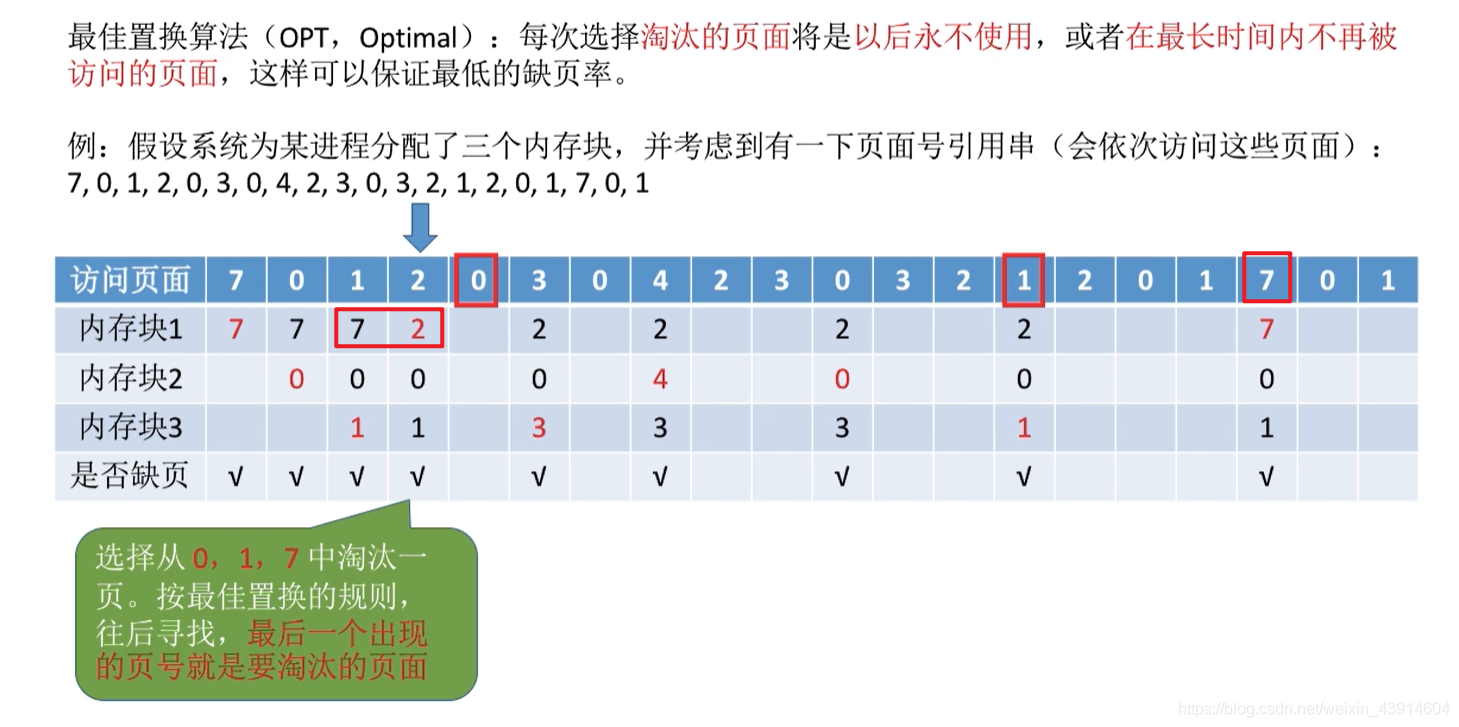 最佳置换算法（OPT，Optimal）：每次选择淘汰的页面将是以后永不使用，或者在最长时间内不再被
访问的页面，这样可以保证最低的缺页率。
例：假设系统为某进程分配了三个内存块，并考虑到有一下页面号引用串（会依次访问这些页面）：
7, 0, 1, 2, 0, 3, 0, 4, 2, 3, 0, 3, 2, 1, 2, 0, 1, 7, 0, 1
访问页面 7 0 1 2 0 3 0 4 2 3 0 3 2 1 2 0 1 7 0 1
内存块1 7 7 7 2 2 2 2 2 7
内存块2 0 0 0 0 4 0 0 0
内存块3 1 1 3 3 3 1 1
是否缺页 √ √ √ √ √ √ √ √ √
选择从 0，1，7 中淘汰一
页。按最佳置换的规则，
往后寻找，最后一个出现
的页号就是要淘汰的页面
https://blog.csdn.net/weixin_43914604